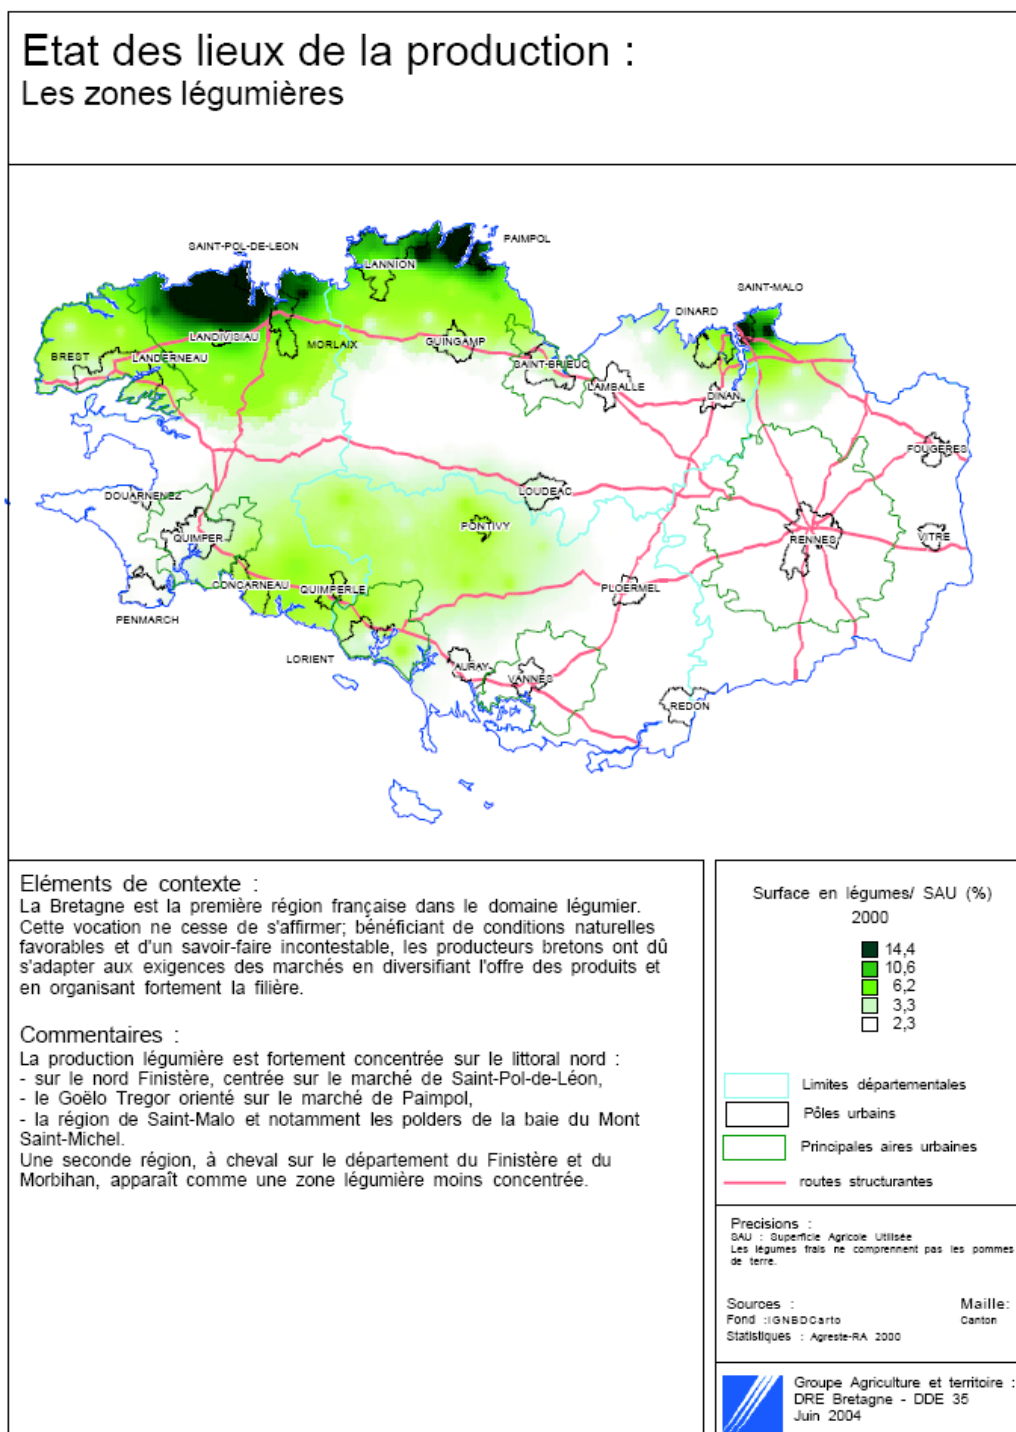 Etat des lieux de la production :
Les zones légumières
SAINT-POL-DE-LEON
PAIMPOL
LANNION
SAINT-MALO
DINARD
LANDIVISIAU
MORLAIX
GUINGAMP
BREST
LANDERNEAU
SAINT-BRIEUC
LAMBALLE
DINAN
FOUGERES
DOUARNENEZ
LOUDEAC
QUIMPER
PONTIVY
RENNES
VITRE
CONCARNEAU
QUIMPERLE
PLOERMEL
PENMARCH
LORIENT
AURAY
VANNES
REDON
Eléments de contexte :
La Bretagne est la première région française dans le domaine légumier.
Cette vocation ne cesse de s'affirmer; bénéficiant de conditions naturelles
favorables et d'un savoir-faire incontestable, les producteurs bretons ont dû
s'adapter aux exigences des marchés en diversifiant l'offre des produits et
en organisant fortement la filière.
Commentaires :
La production légumière est fortement concentrée sur le littoral nord :
- sur le nord Finistère, centrée sur le marché de Saint-Pol-de-Léon,
- le Goëlo Tregor orienté sur le marché de Paimpol,
- la région de Saint-Malo et notamment les polders de la baie du Mont
Saint-Michel.
Une seconde région, à cheval sur le département du Finistère et du
Morbihan, apparaît comme une zone légumière moins concentrée.
Surface en légumes/ SAU (%)
2000
14,4
10,6
6,2
3,3
2,3
Limites départementales
Pôles urbains
Principales aires urbaines
routes structurantes
Precisions :
SAU : Superficie Agricole Utilisée
Les légumes frais ne comprennent pas les pommes
de terre.
Sources :
Maille:
Fond :IGNBDCarto
Canton
Statistiques : Agreste-RA 2000
Groupe Agriculture et territoire :
DRE Bretagne - DDE 35
Juin 2004